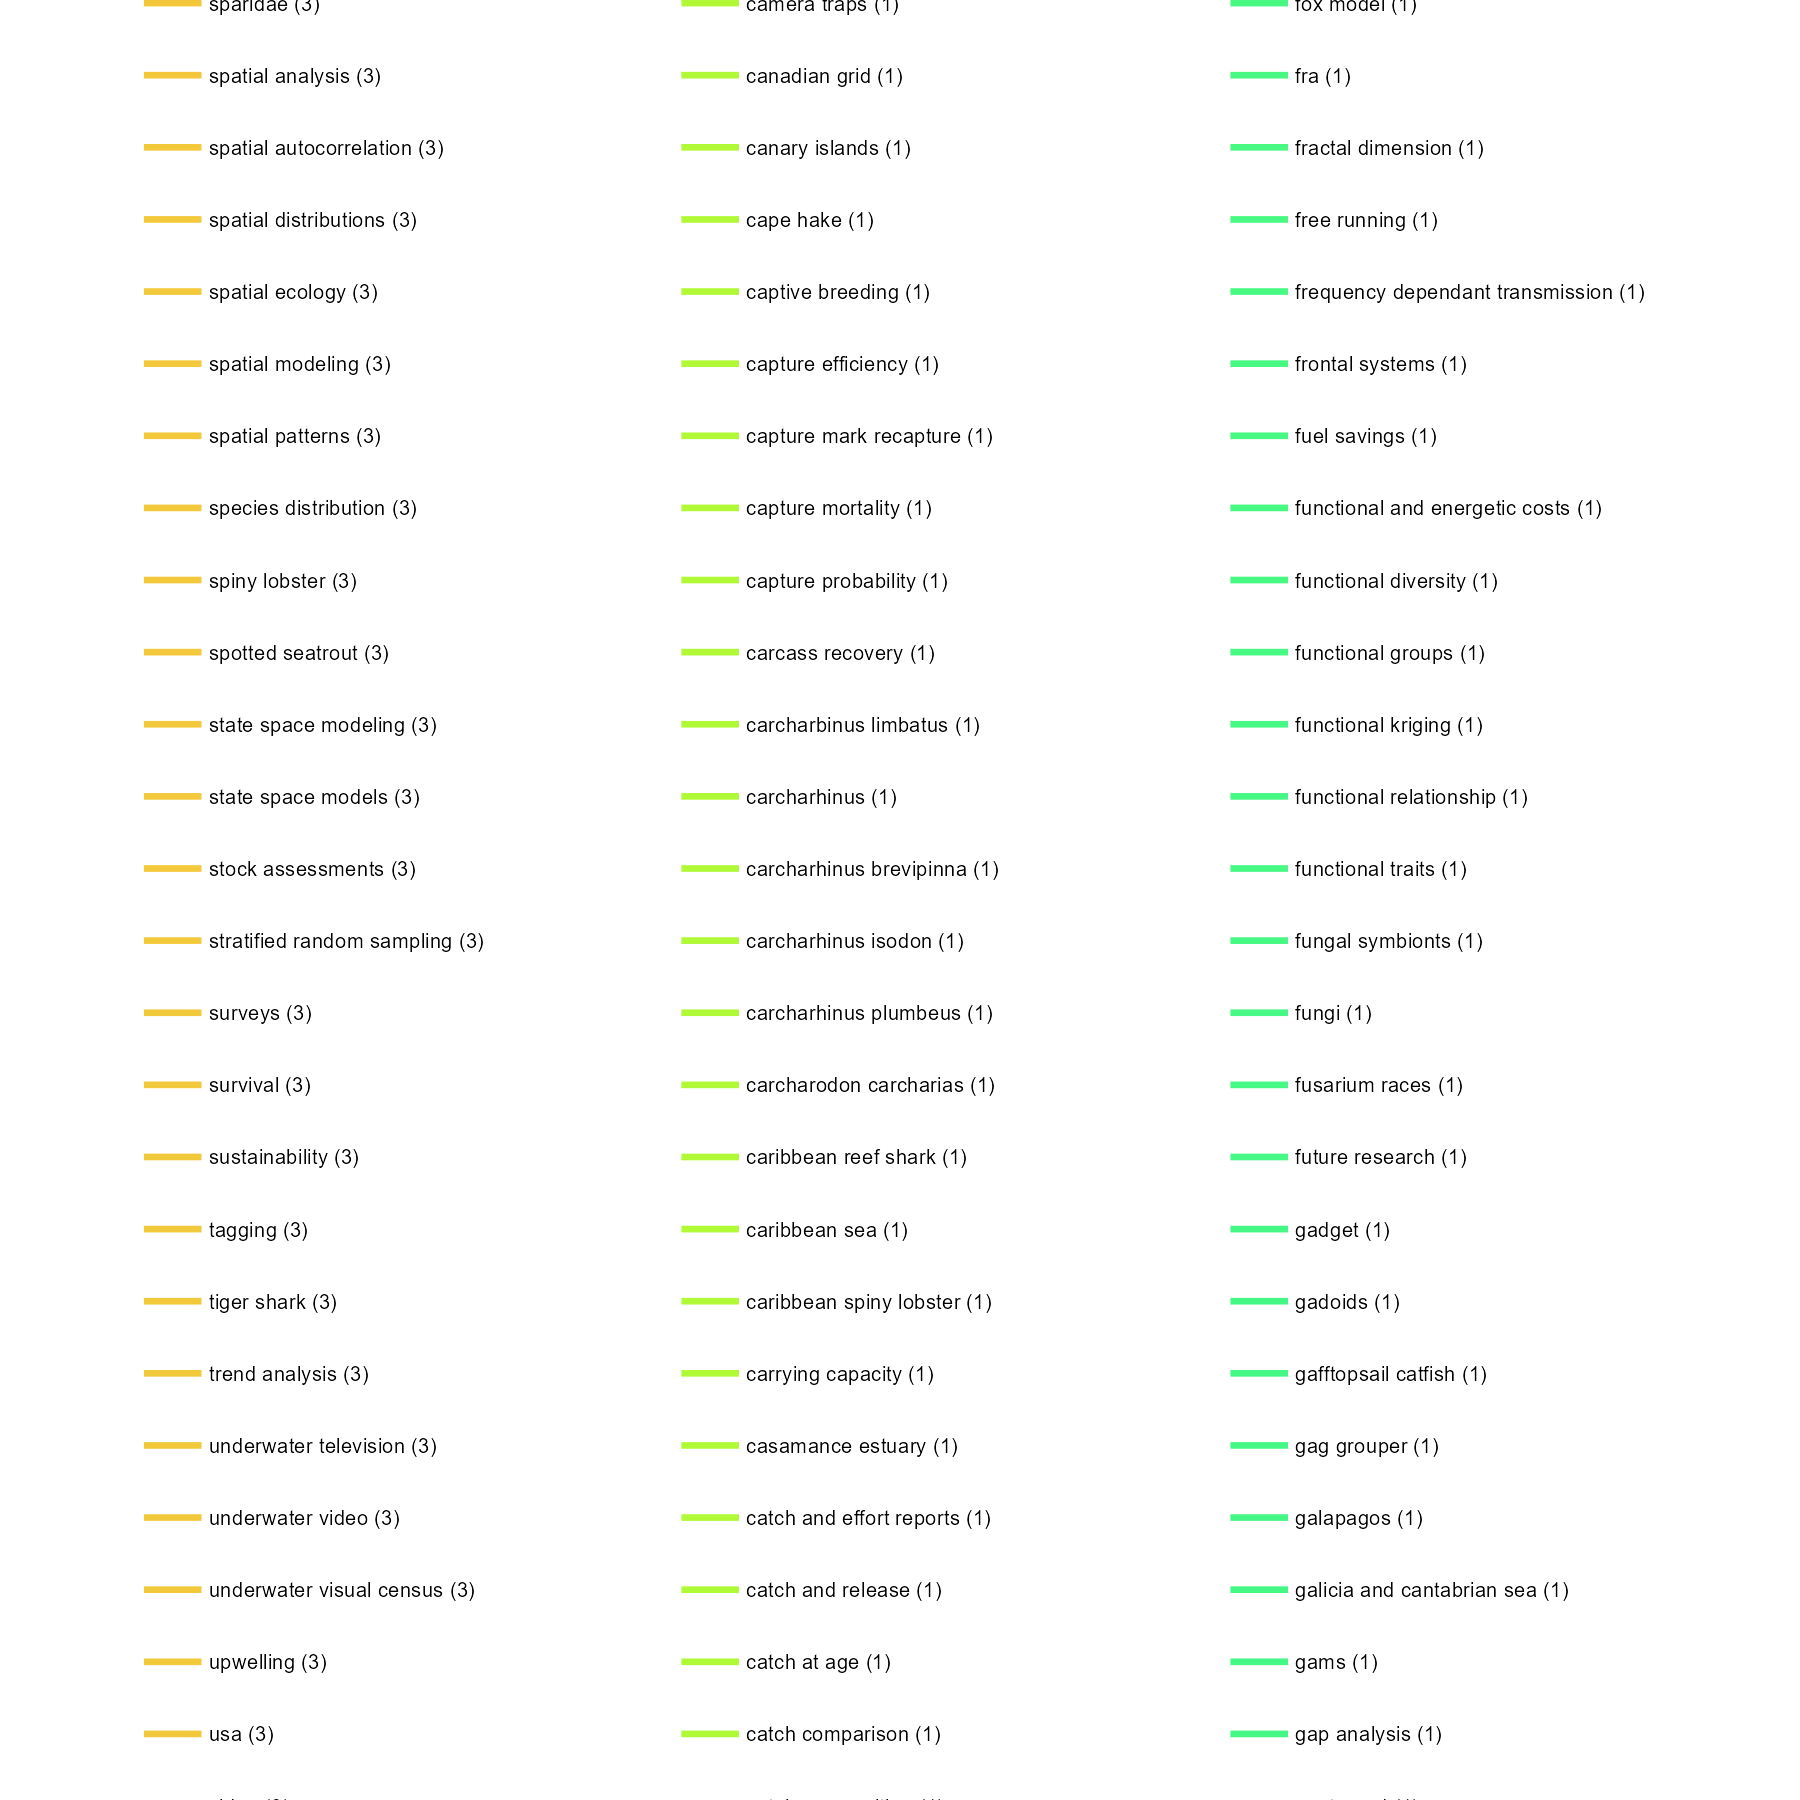 sparidae (3)
spatial analysis (3)
spatial autocorrelation (3)
spatial distributions (3)
spatial ecology (3)
spatial modeling (3)
spatial patterns (3)
species distribution (3)
spiny lobster (3)
spotted seatrout (3)
state space modeling (3)
state space models (3)
stock assessments (3)
stratified random sampling (3)
surveys (3)
survival (3)
sustainability (3)
tagging (3)
tiger shark (3)
trend analysis (3)
underwater television (3)
underwater video (3)
underwater visual census (3)
upwelling (3)
usa (3)
camera traps (1)
canadian grid (1)
canary islands (1)
cape hake (1)
captive breeding (1)
capture efficiency (1)
capture mark recapture (1)
capture mortality (1)
capture probability (1)
carcass recovery (1)
carcharbinus limbatus (1)
carcharhinus (1)
carcharhinus brevipinna (1)
carcharhinus isodon (1)
carcharhinus plumbeus (1)
carcharodon carcharias (1)
caribbean reef shark (1)
caribbean sea (1)
caribbean spiny lobster (1)
carrying capacity (1)
casamance estuary (1)
catch and effort reports (1)
catch and release (1)
catch at age (1)
catch comparison (1)
fox model (1)
fra (1)
fractal dimension (1)
free running (1)
frequency dependant transmission (1)
frontal systems (1)
fuel savings (1)
functional and energetic costs (1)
functional diversity (1)
functional groups (1)
functional kriging (1)
functional relationship (1)
functional traits (1)
fungal symbionts (1)
fungi (1)
fusarium races (1)
future research (1)
gadget (1)
gadoids (1)
gafftopsail catfish (1)
gag grouper (1)
galapagos (1)
galicia and cantabrian sea (1)
gams (1)
gap analysis (1)